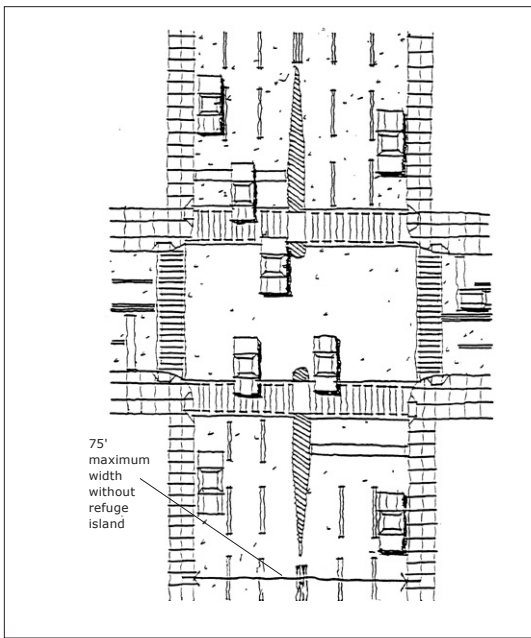 75'
maximum
width
without
refuge
island